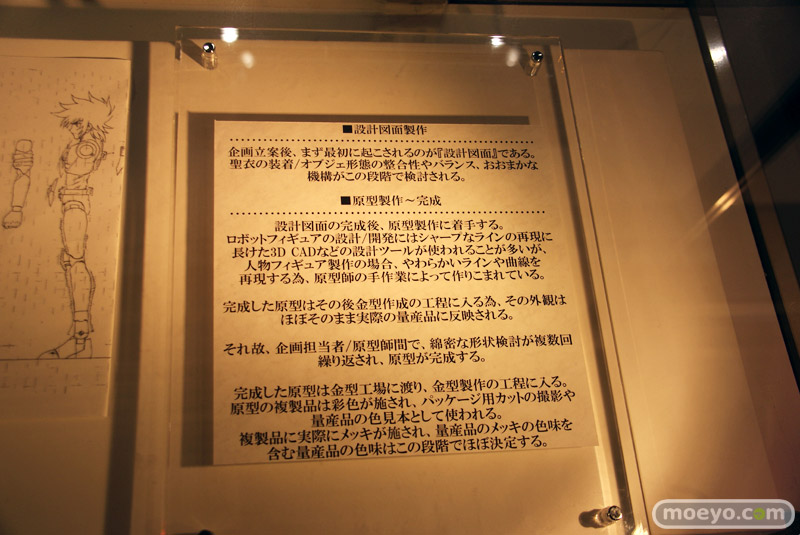 ■設計図面製作
企画立案後、まず最初に起こされるのが『設計図面』である。
聖衣の装着/オブジェ形態の整合性やバランス、おおまかな
機構がこの段階で検討される。
■原型製作～完成
設計図面の完成後、原型製作に着手する。
ロボットフィギュアの設計/開発にはシャープなラインの再現に
長けた3D CADなどの設計ツールが使われることが多いが、
人物フィギュア製作の場合、やわらかいラインや曲線を
再現する為、原型師の手作業によって作りこまれている。
完成した原型はその後金型作成の工程に入る為、その外観は
ほぼそのまま実際の量産品に反映される。
それ故、企画担当者/原型師間で、綿密な形状検討が複数回
繰り返され、原型が完成する。
完成した原型は金型工場に渡り、金型製作の工程に入る。
原型の複製品は彩色が施され、パッケージ用カットの撮影や
量産品の色見本として使われる。
複製品に実際にメッキが施され、量産品のメッキの色味を
含む量産品の色味はこの段階でほぼ決定する。
moeyo.com